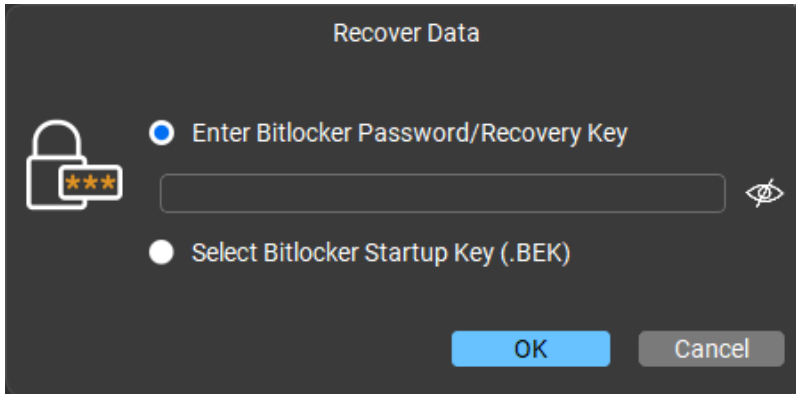 Recover Data
Enter Bitlocker Password/Recovery Key
***
Select Bitlocker Startup Key (.BEK)
OK
Cancel